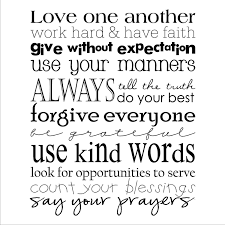 Love one another
work hard & have faith
give without expectation
use your manners
ALWAYS tell the truth
do your best
forgive everyone
be grateful
use kind words
look for opportunities to serve
count your blessings
say your prayers